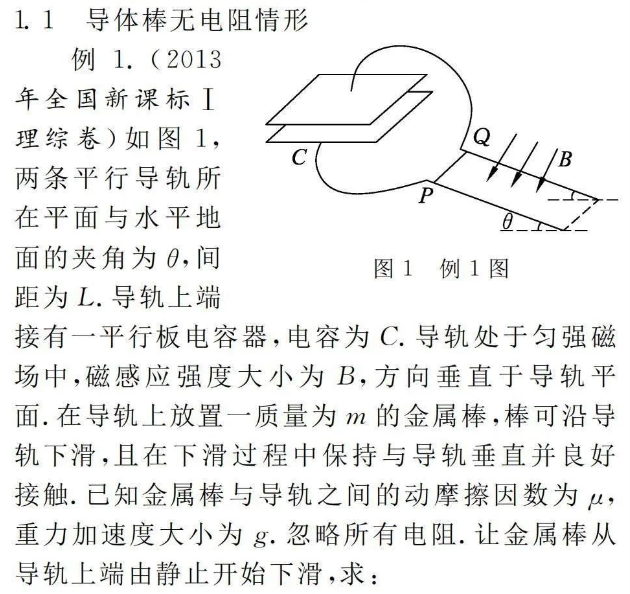 1. 1 导体棒无电阻情形
例 1.（2013
年全国新课标Ⅰ
理综卷）如图 1，
两条平行导轨所
在平面与水平地
面的夹角为 θ，间
距为 L. 导轨上端
C
Q
B
P
θ
图 1 例 1 图
接有一平行板电容器，电容为 C. 导轨处于匀强磁
场中，磁感应强度大小为 B，方向垂直于导轨平
面. 在导轨上放置一质量为 m 的金属棒，棒可沿导
轨下滑，且在下滑过程中保持与导轨垂直并良好
接触. 已知金属棒与导轨之间的动摩擦因数为 μ，
重力加速度大小为 g. 忽略所有电阻. 让金属棒从
导轨上端由静止开始下滑，求：